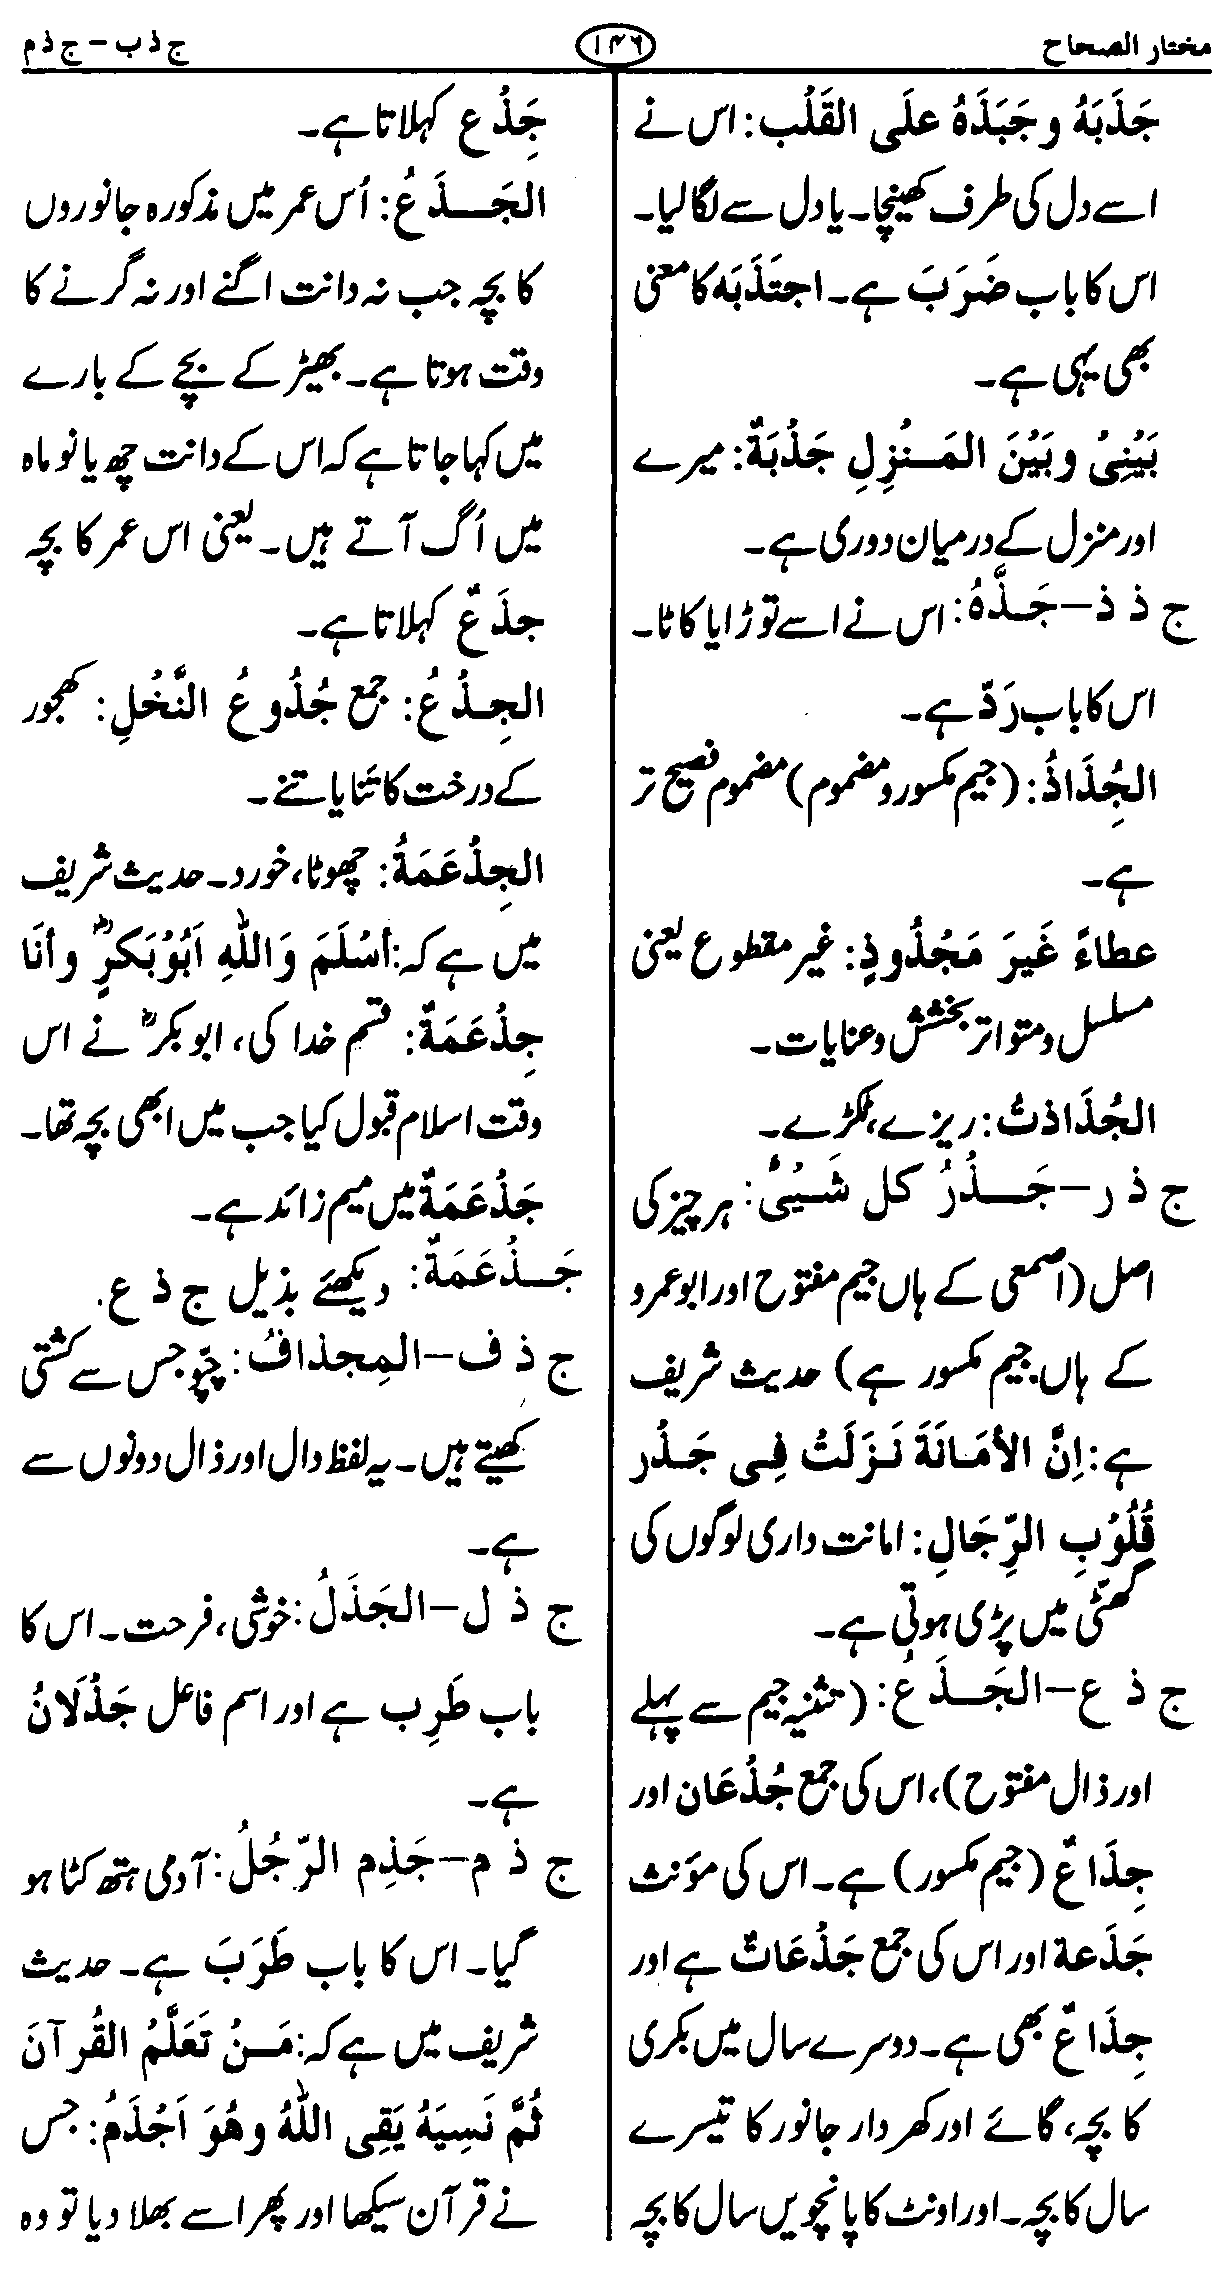 مختار الصحاح
۱۴۶
ج ذ ب – ج ذ م
جَذَبَهُ وجَبَذَهُ علَى القَلْب: اس نے
اسے دل کی طرف کھینچا۔ یا دل سے لگا لیا۔
اس کا باب ضَرَبَ ہے۔ اجتَذَبَه کا معنی
بھی یہی ہے۔
بَيْنِيْ وبَيْنَ المَنْزِلِ جَذْبَةٌ: میرے
اور منزل کے درمیان دوری ہے۔
ج ذ ذ – جَذَّهُ: اس نے اسے توڑا یا کاٹا۔
اس کا باب رَدّ ہے۔
الجُِذَاذُ: (جیم مکسور و مضموم) مضموم فصیح تر
ہے۔
عطاءً غَيرَ مَجْذُوذٍ: غیر مقطوع یعنی
مسلسل و متواتر بخشش و عنایات۔
الجُذَاذتُ: ریزے، ٹکڑے۔
ج ذ ر – جَذْرُ كل شَيْئٍ: ہر چیز کی
اصل (اصمعی کے ہاں جیم مفتوح اور ابوعمرو
کے ہاں جیم مکسور ہے) حدیث شریف
ہے: اِنَّ الأمَانَةَ نَزَلَتْ فِي جَذْر
قُلُوْبِ الرِّجَالِ: امانت داری لوگوں کی
گھٹّی میں پڑی ہوتی ہے۔
ج ذ ع – الجَذَعُ: (تثنیہ جیم سے پہلے
اور ذال مفتوح)، اس کی جمع جُذْعَان اور
جِذَاعٌ (جیم مکسور) ہے۔ اس کی مؤنث
جَذَعة اور اس کی جمع جَذْعَاتٌ ہے اور
جِذَاعٌ بھی ہے۔ دوسرے سال میں بکری
کا بچہ، گائے اور کھر دار جانور کا تیسرے
سال کا بچہ۔ اور اونٹ کا پانچویں سال کا بچہ
جَِذْع کہلاتا ہے۔
الجَذَعُ: اُس عمر میں مذکورہ جانوروں
کا بچہ جب نہ دانت اگنے اور نہ گرنے کا
وقت ہوتا ہے۔ بھیڑ کے بچے کے بارے
میں کہا جاتا ہے کہ اس کے دانت چھ یا نو ماہ
میں اُگ آتے ہیں۔ یعنی اس عمر کا بچہ
جذَعٌ کہلاتا ہے۔
الجِذْعُ: جمع جُذُوعُ النَّخْلِ: کھجور
کے درخت کا تَنا یا تنے۔
الجِذْعَمَةُ: چھوٹا، خورد۔ حدیث شریف
میں ہے کہ: أسْلَمَ وَاللهِ اَبُوْبَكرٍؓ وأنَا
جِذْعَمَةٌ: قسم خدا کی، ابوبکرؓ نے اس
وقت اسلام قبول کیا جب میں ابھی بچہ تھا۔
جَذْعَمَةٌ میں میم زائد ہے۔
جَذْعَمَةٌ: دیکھئے بذیل ج ذ ع.
ج ذ ف – المِجذافُ: چپّو جس سے کشتی
کھیتے ہیں۔ یہ لفظ دال اور ذال دونوں سے
ہے۔
ج ذ ل – الجَذَلُ: خوشی، فرحت۔ اس کا
باب طَرِب ہے اور اسم فاعل جَذْلَانُ
ہے۔
ج ذ م – جَذِم الرّجُلُ: آدمی ہتھ کٹا ہو
گیا۔ اس کا باب طَرَبَ ہے۔ حدیث
شریف میں ہے کہ: مَنْ تَعَلَّمُ القُرآنَ
ثُمَّ نَسِيَهُ يَقِى اللهُ وهُوَ اَجْذَمُ: جس
نے قرآن سیکھا اور پھر اسے بھلا دیا تو وہ